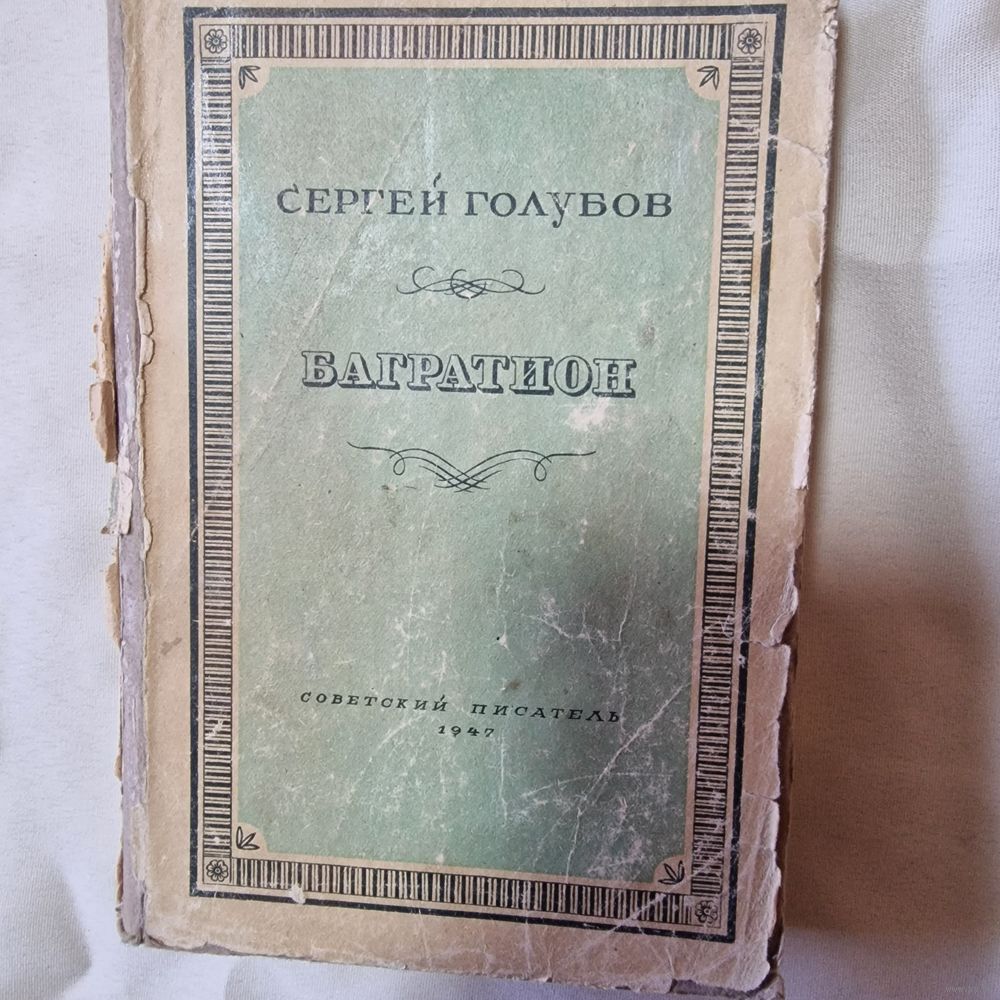 СЕРГЕЙ ГОЛУБОВ
БАГРАТИОН
СОВЕТСКИЙ ПИСАТЕЛЬ
1947